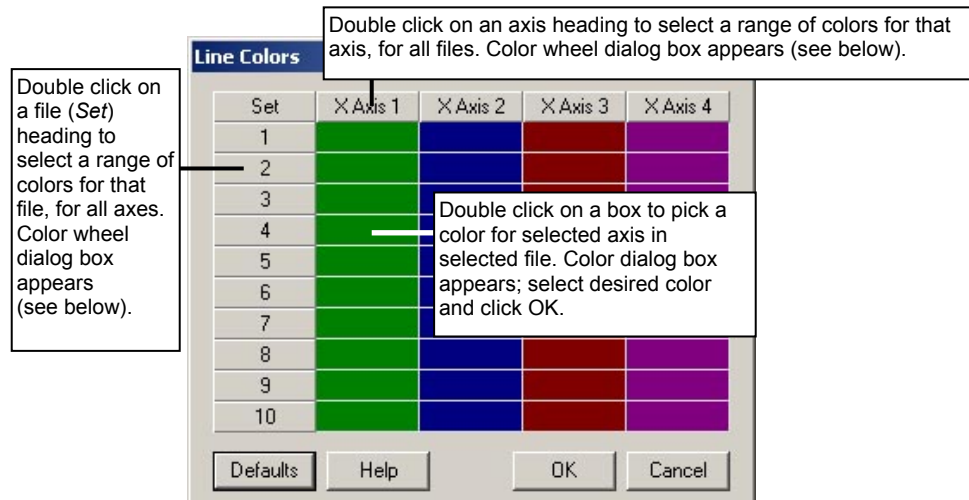 Double click on an axis heading to select a range of colors for that
axis, for all files. Color wheel dialog box appears (see below).
Line Colors
Double click on
a file (Set)
heading to
select a range of
colors for that
file, for all axes.
Color wheel
dialog box
appears
(see below).
Set X Axis 1 X Axis 2 X Axis 3 X Axis 4
1
2
3
4
5
6
7
8
9
10
Double click on a box to pick a
color for selected axis in
selected file. Color dialog box
appears; select desired color
and click OK.
Defaults Help OK Cancel